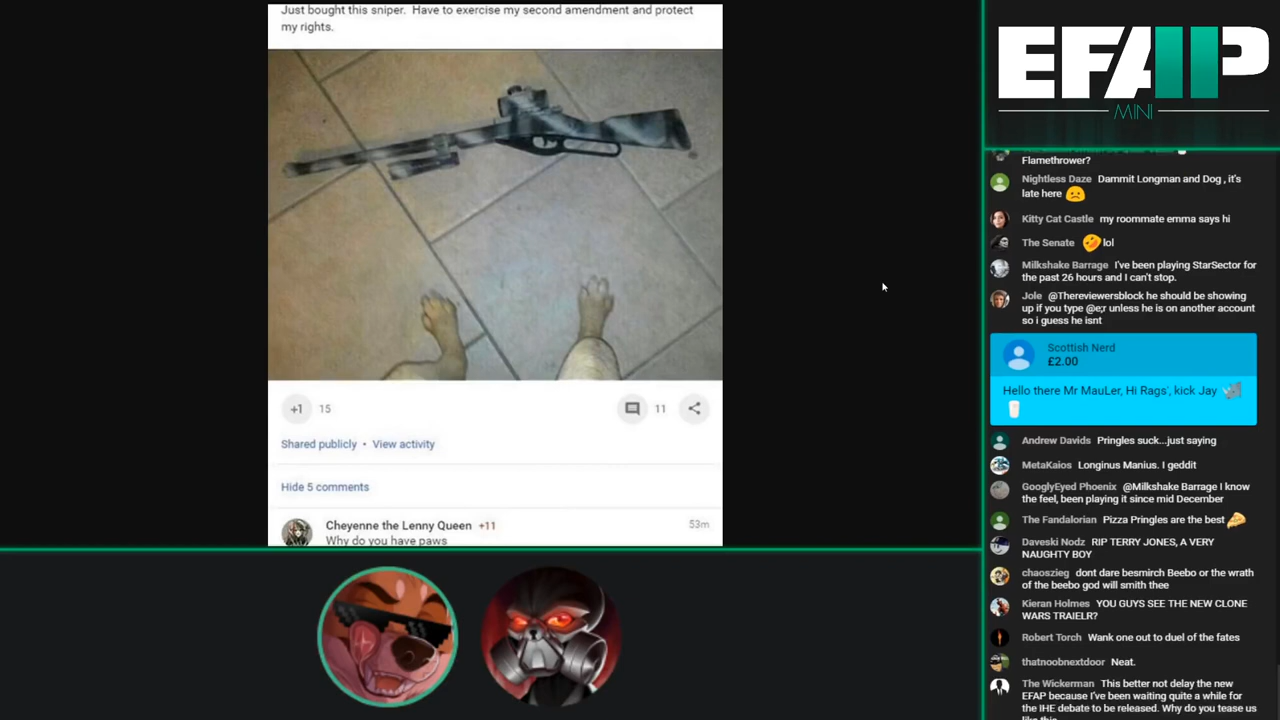 Just bought this sniper. Have to exercise my second amendment and protect
my rights.
+1 15
11
Shared publicly • View activity
Hide 5 comments
Cheyenne the Lenny Queen +11
53m
Why do you have paws
EFAP
MINI
Flamethrower?
Nightless Daze Dammit Longman and Dog , it's
late here
Kitty Cat Castle my roommate emma says hi
The Senate lol
Milkshake Barrage I've been playing StarSector for
the past 26 hours and I can't stop.
Jole @Thereviewersblock he should be showing
up if you type @e;r unless he is on another account
so i guess he isnt
Scottish Nerd
£2.00
Hello there Mr MauLer, Hi Rags', kick Jay
Andrew Davids Pringles suck...just saying
MetaKaios Longinus Manius. I geddit
GooglyEyed Phoenix @Milkshake Barrage I know
the feel, been playing it since mid December
The Fandalorian Pizza Pringles are the best
Daveski Nodz RIP TERRY JONES, A VERY
NAUGHTY BOY
chaoszieg dont dare besmirch Beebo or the wrath
of the beebo god will smith thee
Kieran Holmes YOU GUYS SEE THE NEW CLONE
WARS TRAIELR?
Robert Torch Wank one out to duel of the fates
thatnoobnextdoor Neat.
The Wickerman This better not delay the new
EFAP because I've been waiting quite a while for
the IHE debate to be released. Why do you tease us
like this